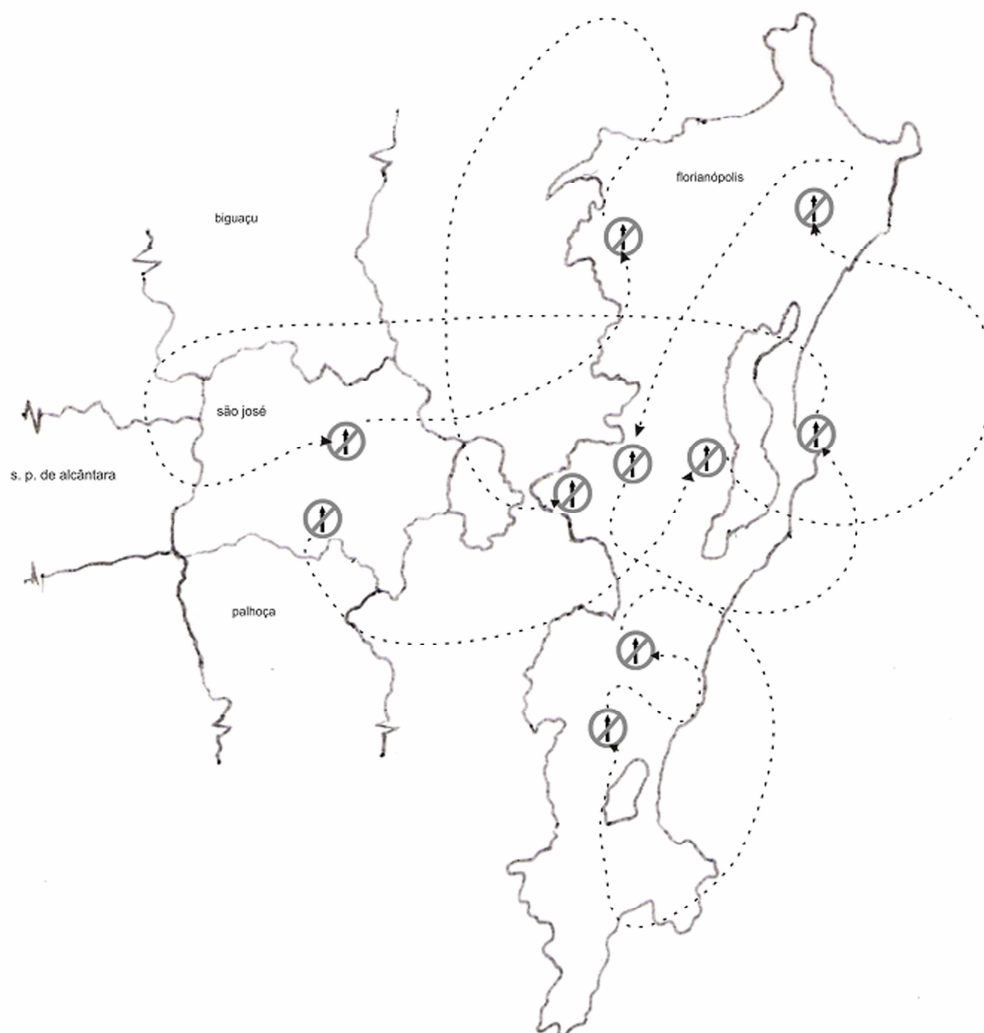 florianópolis
biguaçu
são josé
s. p. de alcântara
palhoça